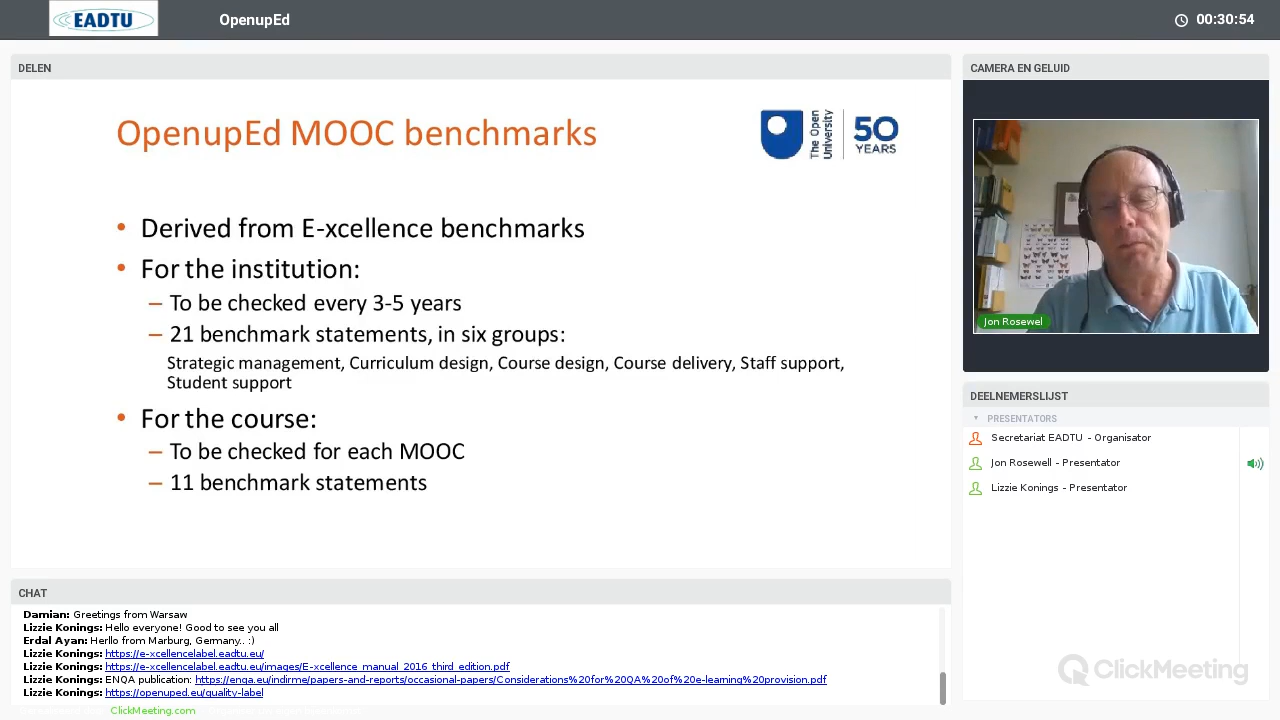 EADTU
OpenupEd
00:30:54
DELEN
OpenupEd MOOC benchmarks
The Open
University
50
YEARS
• Derived from E-xcellence benchmarks
• For the institution:
– To be checked every 3-5 years
– 21 benchmark statements, in six groups:
Strategic management, Curriculum design, Course design, Course delivery, Staff support,
Student support
• For the course:
– To be checked for each MOOC
– 11 benchmark statements
CAMERA EN GELUID
Jon Rosewel
DEELNEMERSLIJST
PRESENTATORS
Secretariat EADTU - Organisator
Jon Rosewell - Presentator
Lizzie Konings - Presentator
CHAT
Damian: Greetings from Warsaw
Lizzie Konings: Hello everyone! Good to see you all
Erdal Ayan: Herllo from Marburg, Germany.. :)
Lizzie Konings: https://e-xcellencelabel.eadtu.eu/
Lizzie Konings: https://e-xcellencelabel.eadtu.eu/images/E-xcellence_manual_2016_third_edition.pdf
Lizzie Konings: ENQA publication: https://enqa.eu/indirme/papers-and-reports/occasional-papers/Considerations%20for%20QA%20of%20e-learning%20provision.pdf
Lizzie Konings: https://openuped.eu/quality-label
ClickMeeting
ClickMeeting.com